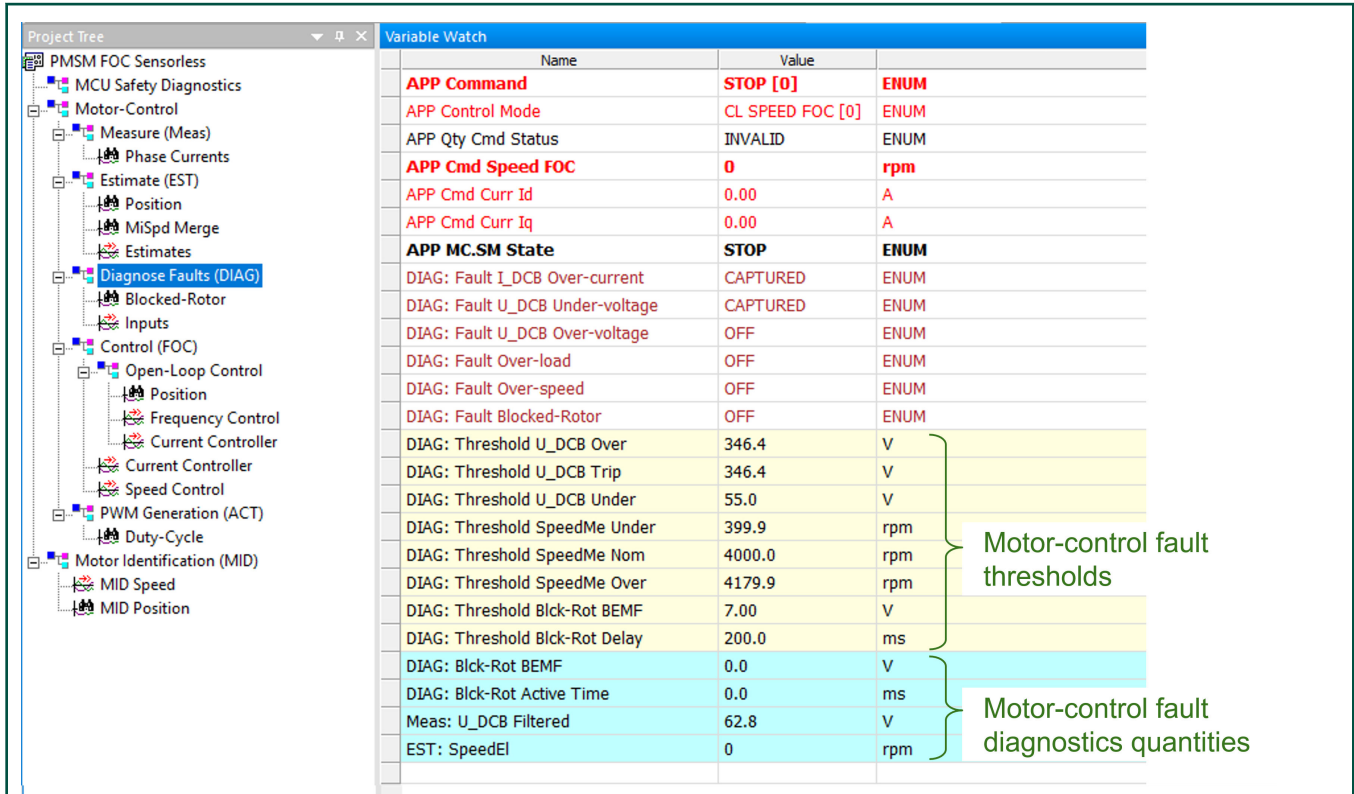 Project Tree
PMSM FOC Sensorless
MCU Safety Diagnostics
Motor-Control
Measure (Meas)
Phase Currents
Estimate (EST)
Position
MiSpd Merge
Estimates
Diagnose Faults (DIAG)
Blocked-Rotor
Inputs
Control (FOC)
Open-Loop Control
Position
Frequency Control
Current Controller
Current Controller
Speed Control
PWM Generation (ACT)
Duty-Cycle
Motor Identification (MID)
MID Speed
MID Position
Variable Watch
Name Value
APP Command STOP [0] ENUM
APP Control Mode CL SPEED FOC [0] ENUM
APP Qty Cmd Status INVALID ENUM
APP Cmd Speed FOC 0 rpm
APP Cmd Curr Id 0.00 A
APP Cmd Curr Iq 0.00 A
APP MC.SM State STOP ENUM
DIAG: Fault I_DCB Over-current CAPTURED ENUM
DIAG: Fault U_DCB Under-voltage CAPTURED ENUM
DIAG: Fault U_DCB Over-voltage OFF ENUM
DIAG: Fault Over-load OFF ENUM
DIAG: Fault Over-speed OFF ENUM
DIAG: Fault Blocked-Rotor OFF ENUM
DIAG: Threshold U_DCB Over 346.4 V
DIAG: Threshold U_DCB Trip 346.4 V
DIAG: Threshold U_DCB Under 55.0 V
DIAG: Threshold SpeedMe Under 399.9 rpm
DIAG: Threshold SpeedMe Nom 4000.0 rpm
DIAG: Threshold SpeedMe Over 4179.9 rpm
DIAG: Threshold Blck-Rot BEMF 7.00 V
DIAG: Threshold Blck-Rot Delay 200.0 ms
DIAG: Blck-Rot BEMF 0.0 V
DIAG: Blck-Rot Active Time 0.0 ms
Meas: U_DCB Filtered 62.8 V
EST: SpeedEl 0 rpm
Motor-control fault
thresholds
Motor-control fault
diagnostics quantities